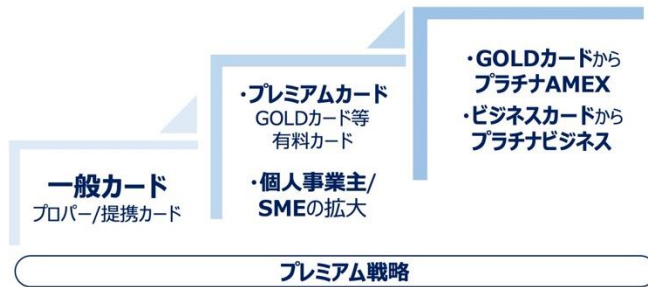 一般カード
プロパー/提携カード
・プレミアムカード
GOLDカード等
有料カード
・個人事業主/
SMEの拡大
・GOLDカードから
プラチナAMEX
・ビジネスカードから
プラチナビジネス
プレミアム戦略